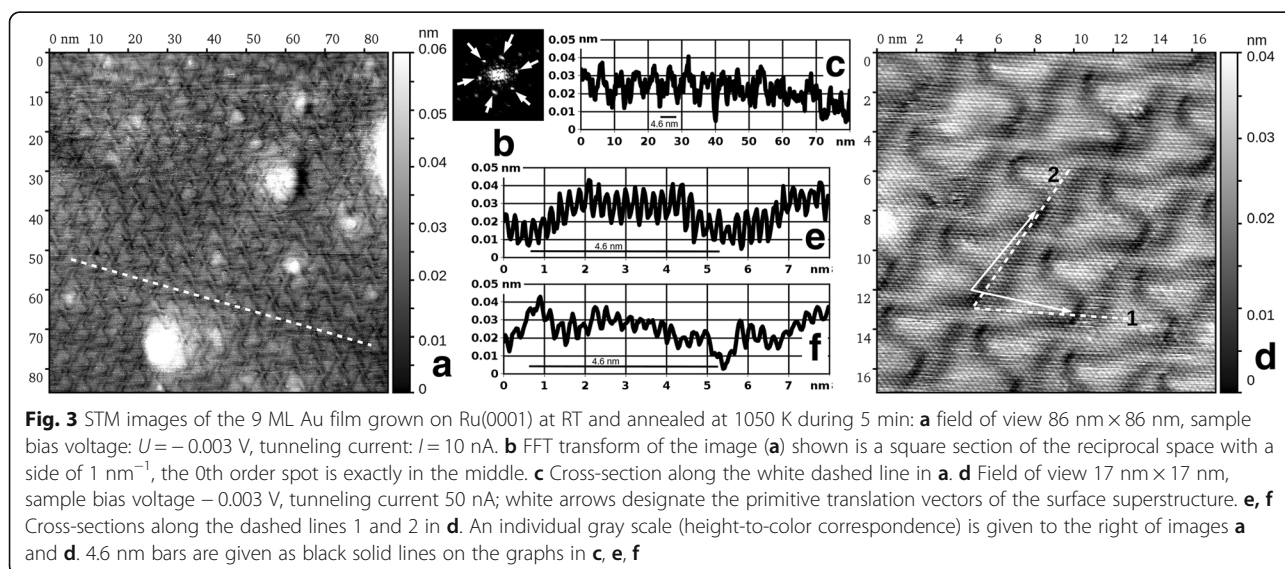 0 nm 20 40 60 80
0
10
20
30
40
50
60
70
80
0.06
0.05
0.04
0.03
0.02
0.01
0
nm
a
b
0.05 nm
0.04
0.03
0.02
0.01
0
4.6 nm
0 10 20 30 40 50 60 70 nm
c
0.05 nm
0.04
0.03
0.02
0.01
4.6 nm
0 1 2 3 4 5 6 7 nm
e
0.05 nm
0.04
0.03
0.02
0.01
0
4.6 nm
0 1 2 3 4 5 6 7 nm
f
0 nm 2 4 6 8 10 12 14
0
2
4
6
8
10
12
14
16
2
1
0.04
0.03
0.02
0.01
0
nm
d
Fig. 3 STM images of the 9 ML Au film grown on Ru(0001) at RT and annealed at 1050 K during 5 min: a field of view 86 nm × 86 nm, sample
bias voltage: U = − 0.003 V, tunneling current: I = 10 nA. b FFT transform of the image (a) shown is a square section of the reciprocal space with a
side of 1 nm⁻¹, the 0th order spot is exactly in the middle. c Cross-section along the white dashed line in a. d Field of view 17 nm × 17 nm,
sample bias voltage − 0.003 V, tunneling current 50 nA; white arrows designate the primitive translation vectors of the surface superstructure. e, f
Cross-sections along the dashed lines 1 and 2 in d. An individual gray scale (height-to-color correspondence) is given to the right of images a
and d. 4.6 nm bars are given as black solid lines on the graphs in c, e, f